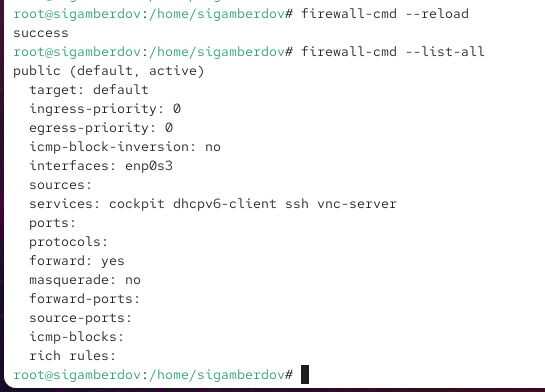 root@sigamberdov:/home/sigamberdov# firewall-cmd --reload
success
root@sigamberdov:/home/sigamberdov# firewall-cmd --list-all
public (default, active)
  target: default
  ingress-priority: 0
  egress-priority: 0
  icmp-block-inversion: no
  interfaces: enp0s3
  sources:
  services: cockpit dhcpv6-client ssh vnc-server
  ports:
  protocols:
  forward: yes
  masquerade: no
  forward-ports:
  source-ports:
  icmp-blocks:
  rich rules:
root@sigamberdov:/home/sigamberdov#